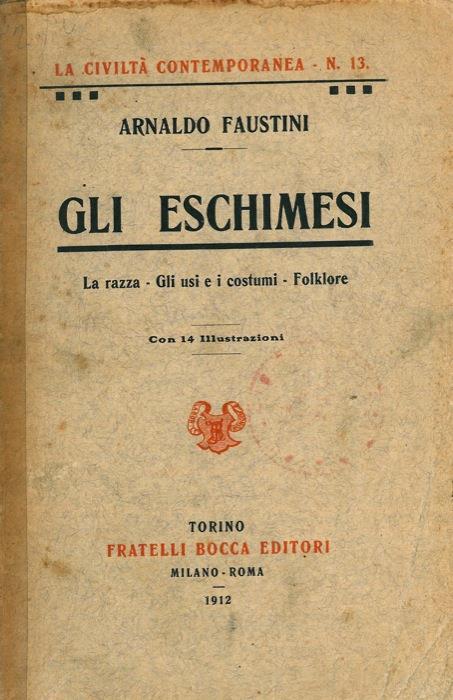 LA CIVILTÀ CONTEMPORANEA - N. 13.
ARNALDO FAUSTINI
GLI ESCHIMESI
La razza - Gli usi e i costumi - Folklore
Con 14 Illustrazioni
TORINO
FRATELLI BOCCA EDITORI
MILANO - ROMA
1912